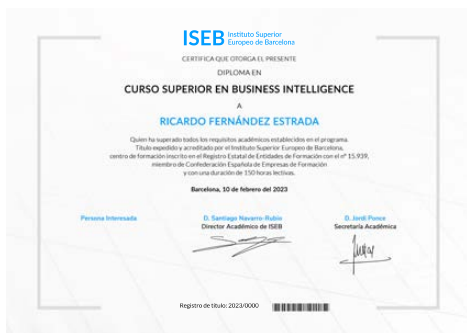 ISEB Instituto Superior
Europeo de Barcelona
CERTIFICA QUE OTORGA EL PRESENTE
DIPLOMA EN
CURSO SUPERIOR EN BUSINESS INTELLIGENCE
A
RICARDO FERNÁNDEZ ESTRADA
Quien ha superado todos los requisitos académicos establecidos en el programa.
Título expedido y acreditado por el Instituto Superior Europeo de Barcelona,
centro de formación inscrito en el Registro Estatal de Entidades de Formación con el nº 15.939,
miembro de Confederación Española de Empresas de Formación
y con una duración de 150 horas lectivas.
Barcelona, 10 de febrero del 2023
Persona Interesada
D. Santiago Navarro-Rubio
Director Académico de ISEB
D. Jordi Ponce
Secretaría Académica
Registro de título: 2023/0000